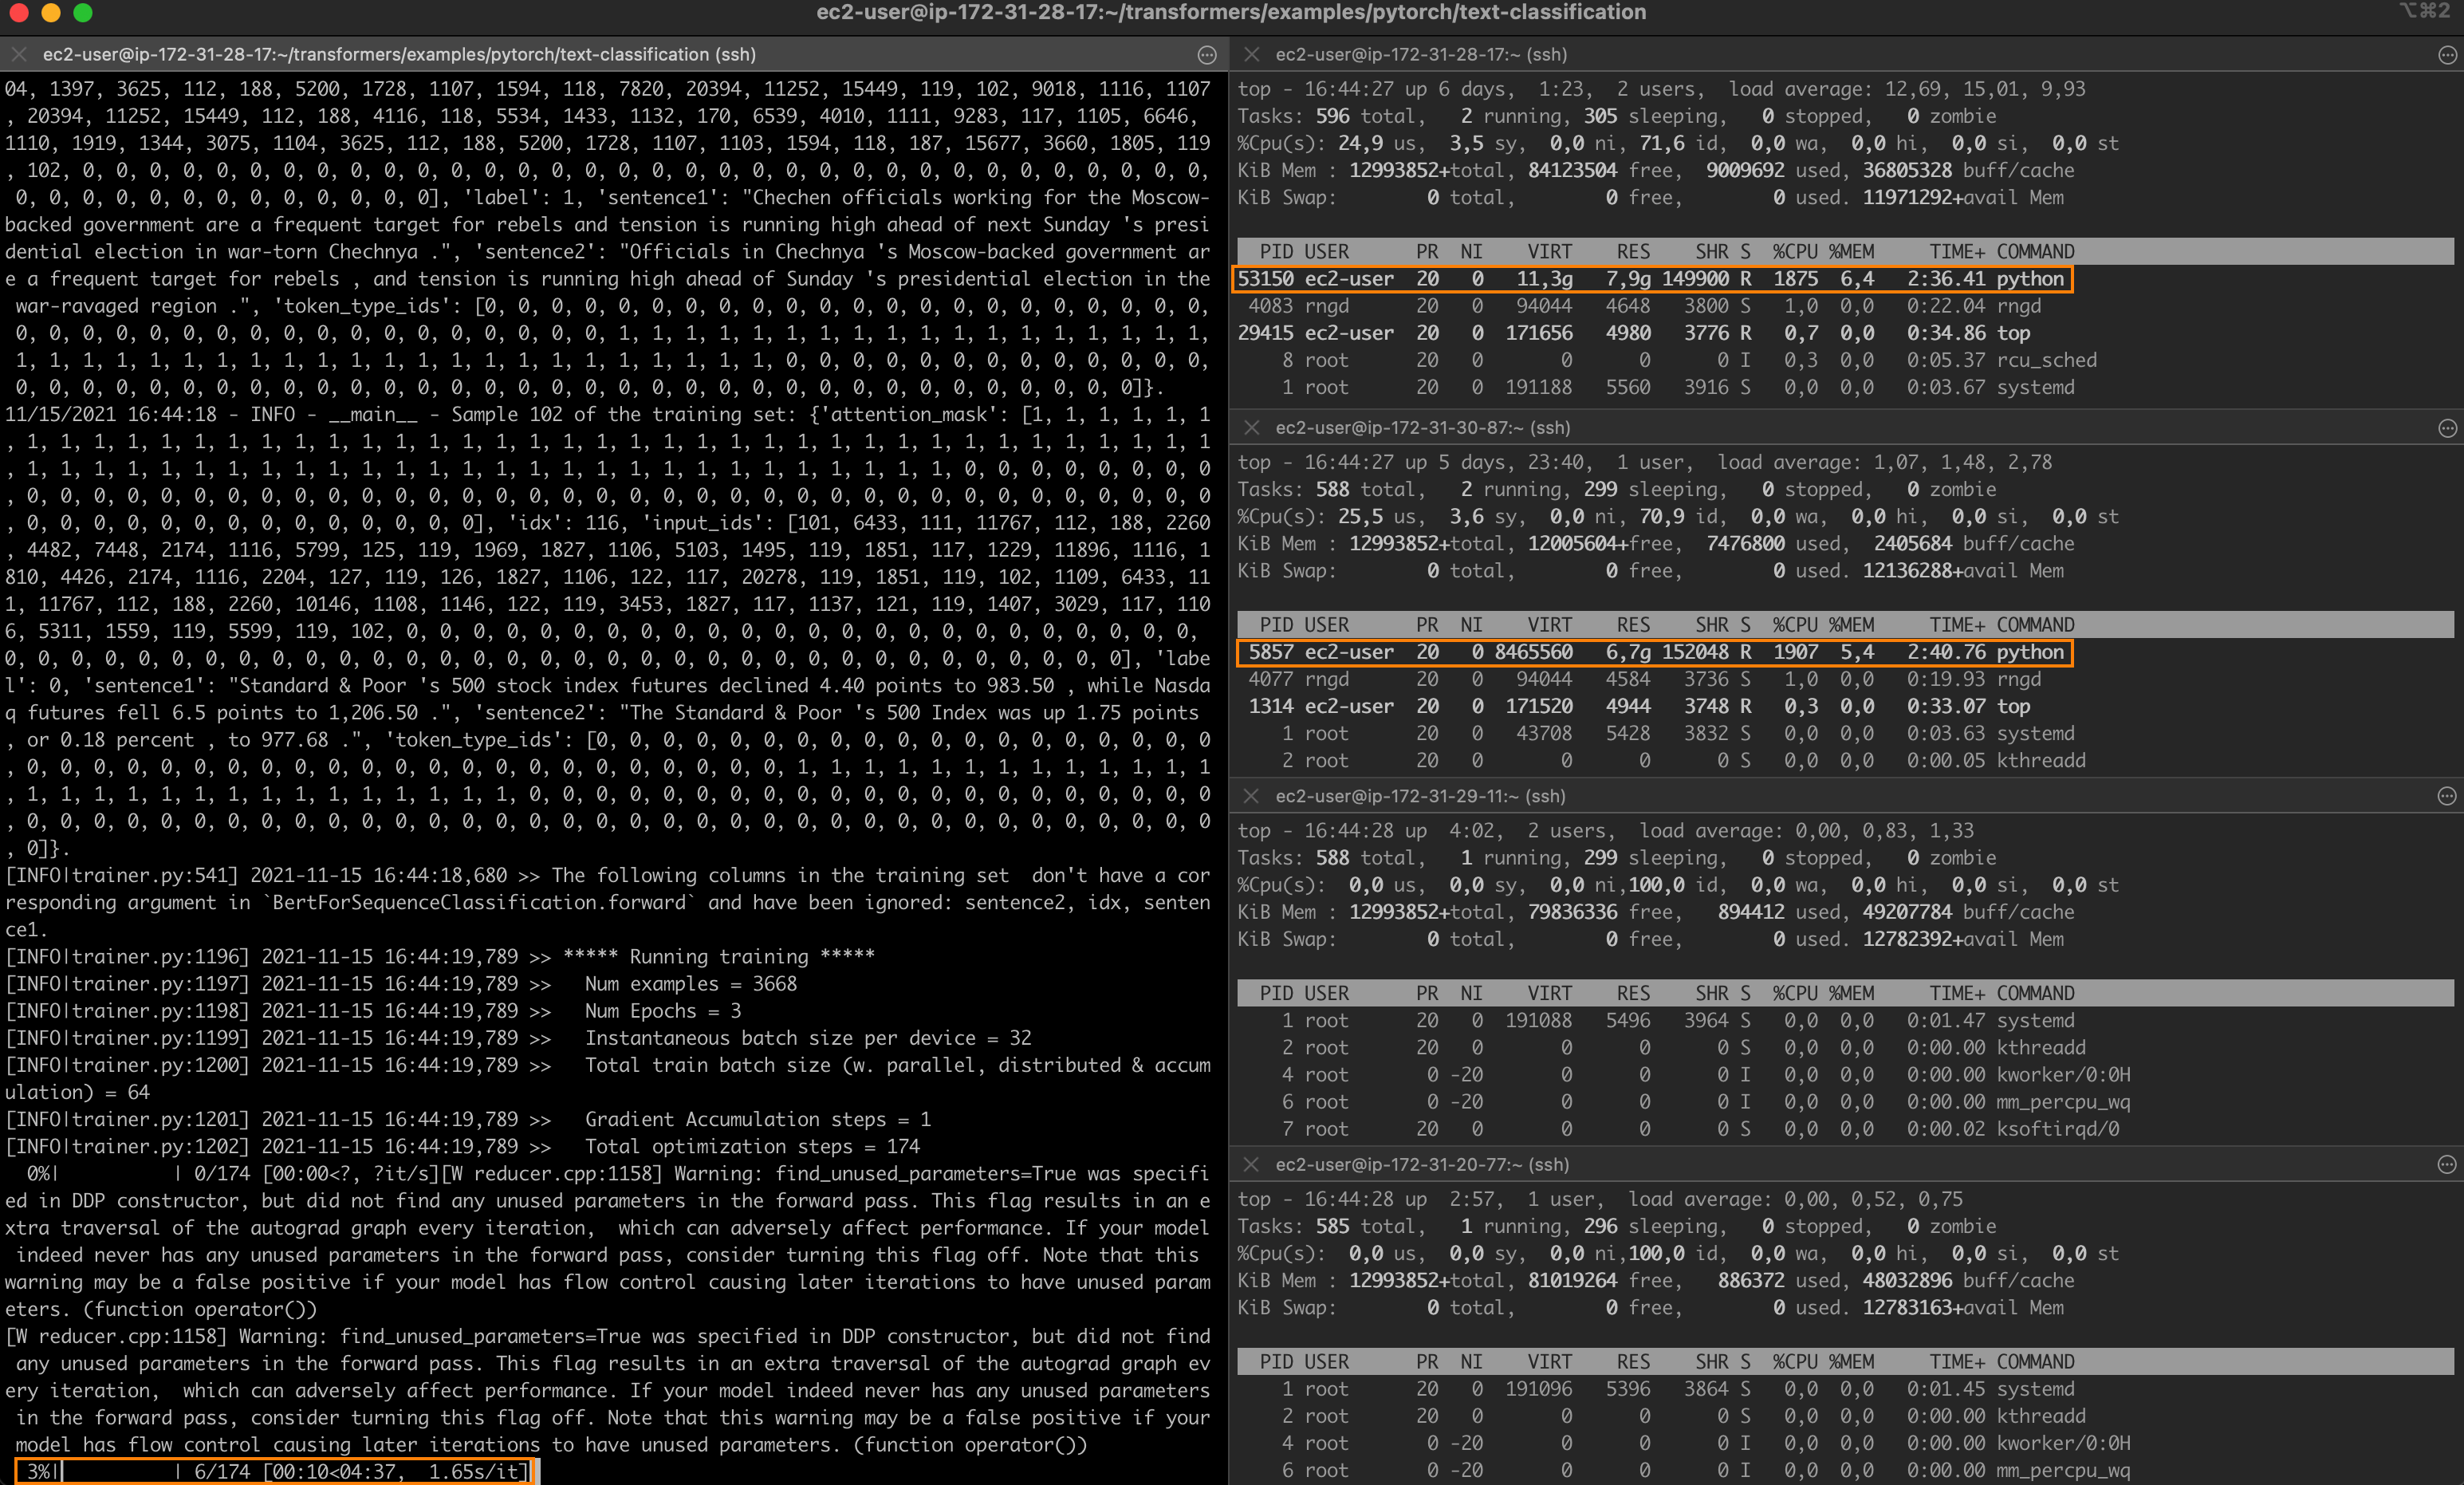 ec2-user@ip-172-31-28-17:~/transformers/examples/pytorch/text-classification
⌥⌘2
ec2-user@ip-172-31-28-17:~/transformers/examples/pytorch/text-classification (ssh)
04, 1397, 3625, 112, 188, 5200, 1728, 1107, 1594, 118, 7820, 20394, 11252, 15449, 119, 102, 9018, 1116, 1107
, 20394, 11252, 15449, 112, 188, 4116, 118, 5534, 1433, 1132, 170, 6539, 4010, 1111, 9283, 117, 1105, 6646,
1110, 1919, 1344, 3075, 1104, 3625, 112, 188, 5200, 1728, 1107, 1103, 1594, 118, 187, 15677, 3660, 1805, 119
, 102, 0, 0, 0, 0, 0, 0, 0, 0, 0, 0, 0, 0, 0, 0, 0, 0, 0, 0, 0, 0, 0, 0, 0, 0, 0, 0, 0, 0, 0, 0, 0, 0, 0, 0,
 0, 0, 0, 0, 0, 0, 0, 0, 0, 0, 0, 0, 0], 'label': 1, 'sentence1': "Chechen officials working for the Moscow-
backed government are a frequent target for rebels and tension is running high ahead of next Sunday 's presi
dential election in war-torn Chechnya .", 'sentence2': "Officials in Chechnya 's Moscow-backed government ar
e a frequent target for rebels , and tension is running high ahead of Sunday 's presidential election in the
 war-ravaged region .", 'token_type_ids': [0, 0, 0, 0, 0, 0, 0, 0, 0, 0, 0, 0, 0, 0, 0, 0, 0, 0, 0, 0, 0, 0,
 0, 0, 0, 0, 0, 0, 0, 0, 0, 0, 0, 0, 0, 0, 0, 0, 1, 1, 1, 1, 1, 1, 1, 1, 1, 1, 1, 1, 1, 1, 1, 1, 1, 1,
 1, 1, 1, 1, 1, 1, 1, 1, 1, 1, 1, 1, 1, 1, 1, 1, 1, 1, 1, 1, 1, 1, 1, 0, 0, 0, 0, 0, 0, 0, 0, 0, 0, 0, 0, 0,
 0, 0, 0, 0, 0, 0, 0, 0, 0, 0, 0, 0, 0, 0, 0, 0, 0, 0, 0, 0, 0, 0, 0, 0, 0, 0, 0, 0, 0, 0, 0, 0, 0, 0]}.
11/15/2021 16:44:18 - INFO - __main__ - Sample 102 of the training set: {'attention_mask': [1, 1, 1, 1, 1, 1
, 1, 1, 1, 1, 1, 1, 1, 1, 1, 1, 1, 1, 1, 1, 1, 1, 1, 1, 1, 1, 1, 1, 1, 1, 1, 1, 1, 1, 1, 1, 1
, 1, 1, 1, 1, 1, 1, 1, 1, 1, 1, 1, 1, 1, 1, 1, 1, 1, 1, 1, 1, 1, 1, 1, 1, 1, 1, 1, 1, 0, 0, 0, 0, 0, 0, 0, 0
, 0, 0, 0, 0, 0, 0, 0, 0, 0, 0, 0, 0, 0, 0, 0, 0, 0, 0, 0, 0, 0, 0, 0, 0, 0, 0, 0, 0, 0, 0, 0, 0, 0, 0, 0, 0
, 0, 0, 0, 0, 0, 0, 0, 0, 0, 0, 0, 0, 0, 0], 'idx': 116, 'input_ids': [101, 6433, 111, 11767, 112, 188, 2260
, 4482, 7448, 2174, 1116, 5799, 125, 119, 1969, 1827, 1106, 5103, 1495, 119, 1851, 117, 1229, 11896, 1116, 1
810, 4426, 2174, 1116, 2204, 127, 119, 126, 1827, 1106, 122, 117, 20278, 119, 1851, 119, 102, 1109, 6433, 11
1, 11767, 112, 188, 2260, 10146, 1108, 1146, 122, 119, 3453, 1827, 117, 1137, 121, 119, 1407, 3029, 117, 110
6, 5311, 1559, 119, 5599, 119, 102, 0, 0, 0, 0, 0, 0, 0, 0, 0, 0, 0, 0, 0, 0, 0, 0, 0, 0, 0, 0, 0, 0, 0, 0,
0, 0, 0, 0, 0, 0, 0, 0, 0, 0, 0, 0, 0, 0, 0, 0, 0, 0, 0, 0, 0, 0, 0, 0, 0, 0, 0, 0, 0, 0, 0, 0, 0, 0], 'labe
l': 0, 'sentence1': "Standard & Poor 's 500 stock index futures declined 4.40 points to 983.50 , while Nasda
q futures fell 6.5 points to 1,206.50 .", 'sentence2': "The Standard & Poor 's 500 Index was up 1.75 points
, or 0.18 percent , to 977.68 .", 'token_type_ids': [0, 0, 0, 0, 0, 0, 0, 0, 0, 0, 0, 0, 0, 0, 0, 0, 0, 0, 0
, 0, 0, 0, 0, 0, 0, 0, 0, 0, 0, 0, 0, 0, 0, 0, 0, 0, 0, 0, 0, 0, 0, 0, 1, 1, 1, 1, 1, 1, 1, 1, 1, 1, 1, 1, 1
, 1, 1, 1, 1, 1, 1, 1, 1, 1, 1, 1, 1, 1, 1, 1, 0, 0, 0, 0, 0, 0, 0, 0, 0, 0, 0, 0, 0, 0, 0, 0, 0, 0, 0, 0, 0
, 0, 0, 0, 0, 0, 0, 0, 0, 0, 0, 0, 0, 0, 0, 0, 0, 0, 0, 0, 0, 0, 0, 0, 0, 0, 0, 0, 0, 0, 0, 0, 0, 0, 0, 0, 0
, 0]}.
[INFO|trainer.py:541] 2021-11-15 16:44:18,680 >> The following columns in the training set  don't have a cor
responding argument in `BertForSequenceClassification.forward` and have been ignored: sentence2, idx, senten
ce1.
[INFO|trainer.py:1196] 2021-11-15 16:44:19,789 >> ***** Running training *****
[INFO|trainer.py:1197] 2021-11-15 16:44:19,789 >>   Num examples = 3668
[INFO|trainer.py:1198] 2021-11-15 16:44:19,789 >>   Num Epochs = 3
[INFO|trainer.py:1199] 2021-11-15 16:44:19,789 >>   Instantaneous batch size per device = 32
[INFO|trainer.py:1200] 2021-11-15 16:44:19,789 >>   Total train batch size (w. parallel, distributed & accum
ulation) = 64
[INFO|trainer.py:1201] 2021-11-15 16:44:19,789 >>   Gradient Accumulation steps = 1
[INFO|trainer.py:1202] 2021-11-15 16:44:19,789 >>   Total optimization steps = 174
  0%|          | 0/174 [00:00<?, ?it/s][W reducer.cpp:1158] Warning: find_unused_parameters=True was specifi
ed in DDP constructor, but did not find any unused parameters in the forward pass. This flag results in an e
xtra traversal of the autograd graph every iteration,  which can adversely affect performance. If your model
 indeed never has any unused parameters in the forward pass, consider turning this flag off. Note that this
warning may be a false positive if your model has flow control causing later iterations to have unused param
eters. (function operator())
[W reducer.cpp:1158] Warning: find_unused_parameters=True was specified in DDP constructor, but did not find
 any unused parameters in the forward pass. This flag results in an extra traversal of the autograd graph ev
ery iteration,  which can adversely affect performance. If your model indeed never has any unused parameters
 in the forward pass, consider turning this flag off. Note that this warning may be a false positive if your
 model has flow control causing later iterations to have unused parameters. (function operator())
  3%|          | 6/174 [00:10<04:37,  1.65s/it]
ec2-user@ip-172-31-28-17:~ (ssh)
top - 16:44:27 up 6 days,  1:23,  2 users,  load average: 12,69, 15,01, 9,93
Tasks: 596 total,   2 running, 305 sleeping,   0 stopped,   0 zombie
%Cpu(s): 24,9 us,  3,5 sy,  0,0 ni, 71,6 id,  0,0 wa,  0,0 hi,  0,0 si,  0,0 st
KiB Mem : 12993852+total, 84123504 free,  9009692 used, 36805328 buff/cache
KiB Swap:        0 total,        0 free,        0 used. 11971292+avail Mem
PID USER PR NI VIRT RES SHR S %CPU %MEM TIME+ COMMAND
53150 ec2-user 20 0 11,3g 7,9g 149900 R 1875 6,4 2:36.41 python
4083 rngd 20 0 94044 4648 3800 S 1,0 0,0 0:22.04 rngd
29415 ec2-user 20 0 171656 4980 3776 R 0,7 0,0 0:34.86 top
8 root 20 0 0 0 0 I 0,3 0,0 0:05.37 rcu_sched
1 root 20 0 191188 5560 3916 S 0,0 0,0 0:03.67 systemd
ec2-user@ip-172-31-30-87:~ (ssh)
top - 16:44:27 up 5 days, 23:40,  1 user,  load average: 1,07, 1,48, 2,78
Tasks: 588 total,   2 running, 299 sleeping,   0 stopped,   0 zombie
%Cpu(s): 25,5 us,  3,6 sy,  0,0 ni, 70,9 id,  0,0 wa,  0,0 hi,  0,0 si,  0,0 st
KiB Mem : 12993852+total, 12005604+free,  7476800 used,  2405684 buff/cache
KiB Swap:        0 total,        0 free,        0 used. 12136288+avail Mem
PID USER PR NI VIRT RES SHR S %CPU %MEM TIME+ COMMAND
5857 ec2-user 20 0 8465560 6,7g 152048 R 1907 5,4 2:40.76 python
4077 rngd 20 0 94044 4584 3736 S 1,0 0,0 0:19.93 rngd
1314 ec2-user 20 0 171520 4944 3748 R 0,3 0,0 0:33.07 top
1 root 20 0 43708 5428 3832 S 0,0 0,0 0:03.63 systemd
2 root 20 0 0 0 0 S 0,0 0,0 0:00.05 kthreadd
ec2-user@ip-172-31-29-11:~ (ssh)
top - 16:44:28 up  4:02,  2 users,  load average: 0,00, 0,83, 1,33
Tasks: 588 total,   1 running, 299 sleeping,   0 stopped,   0 zombie
%Cpu(s):  0,0 us,  0,0 sy,  0,0 ni,100,0 id,  0,0 wa,  0,0 hi,  0,0 si,  0,0 st
KiB Mem : 12993852+total, 79836336 free,   894412 used, 49207784 buff/cache
KiB Swap:        0 total,        0 free,        0 used. 12782392+avail Mem
PID USER PR NI VIRT RES SHR S %CPU %MEM TIME+ COMMAND
1 root 20 0 191088 5496 3964 S 0,0 0,0 0:01.47 systemd
2 root 20 0 0 0 0 S 0,0 0,0 0:00.00 kthreadd
4 root 0 -20 0 0 0 I 0,0 0,0 0:00.00 kworker/0:0H
6 root 0 -20 0 0 0 I 0,0 0,0 0:00.00 mm_percpu_wq
7 root 20 0 0 0 0 S 0,0 0,0 0:00.02 ksoftirqd/0
ec2-user@ip-172-31-20-77:~ (ssh)
top - 16:44:28 up  2:57,  1 user,  load average: 0,00, 0,52, 0,75
Tasks: 585 total,   1 running, 296 sleeping,   0 stopped,   0 zombie
%Cpu(s):  0,0 us,  0,0 sy,  0,0 ni,100,0 id,  0,0 wa,  0,0 hi,  0,0 si,  0,0 st
KiB Mem : 12993852+total, 81019264 free,   886372 used, 48032896 buff/cache
KiB Swap:        0 total,        0 free,        0 used. 12783163+avail Mem
PID USER PR NI VIRT RES SHR S %CPU %MEM TIME+ COMMAND
1 root 20 0 191096 5396 3864 S 0,0 0,0 0:01.45 systemd
2 root 20 0 0 0 0 S 0,0 0,0 0:00.00 kthreadd
4 root 0 -20 0 0 0 I 0,0 0,0 0:00.00 kworker/0:0H
6 root 0 -20 0 0 0 I 0,0 0,0 0:00.00 mm_percpu_wq